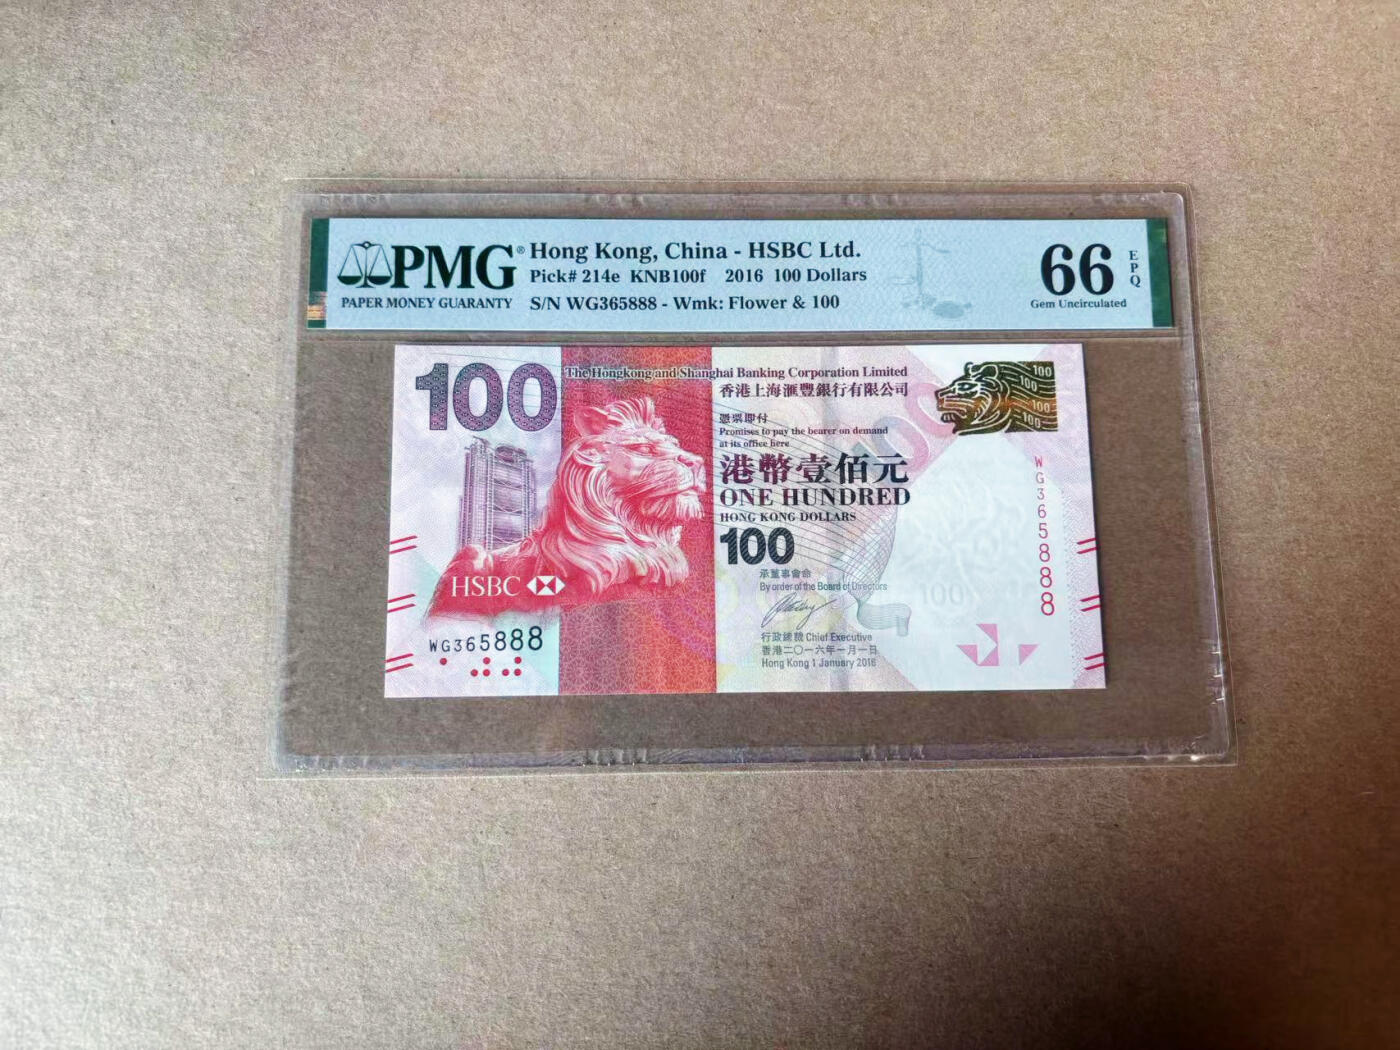 PMG®
PAPER MONEY GUARANTY
Hong Kong, China - HSBC Ltd.
Pick# 214e KNB100f 2016 100 Dollars
S/N WG365888 - Wmk: Flower & 100
66
EPQ
Gem Uncirculated
100
The Hongkong and Shanghai Banking Corporation Limited
香港上海滙豐銀行有限公司
100
100
100
100
憑票即付
Promises to pay the bearer on demand
at its office here
港幣壹佰元
ONE HUNDRED
HONG KONG DOLLARS
100
WG365888
承董事會命
By order of the Board of Directors
HSBC
100
行政總裁 Chief Executive
香港二〇一六年一月一日
Hong Kong 1 January 2016
WG365888